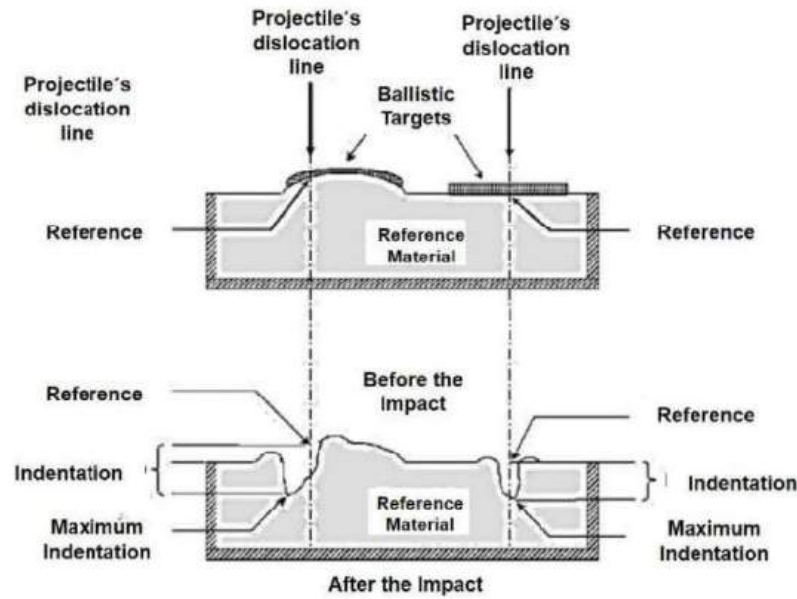 Projectile´s
dislocation
line
Projectile´s
dislocation
line
Projectile´s
dislocation
line
Ballistic
Targets
Reference
Reference
Material
Reference
Before the
Impact
Reference
Reference
Indentation
Indentation
Maximum
Indentation
Reference
Material
Maximum
Indentation
After the Impact